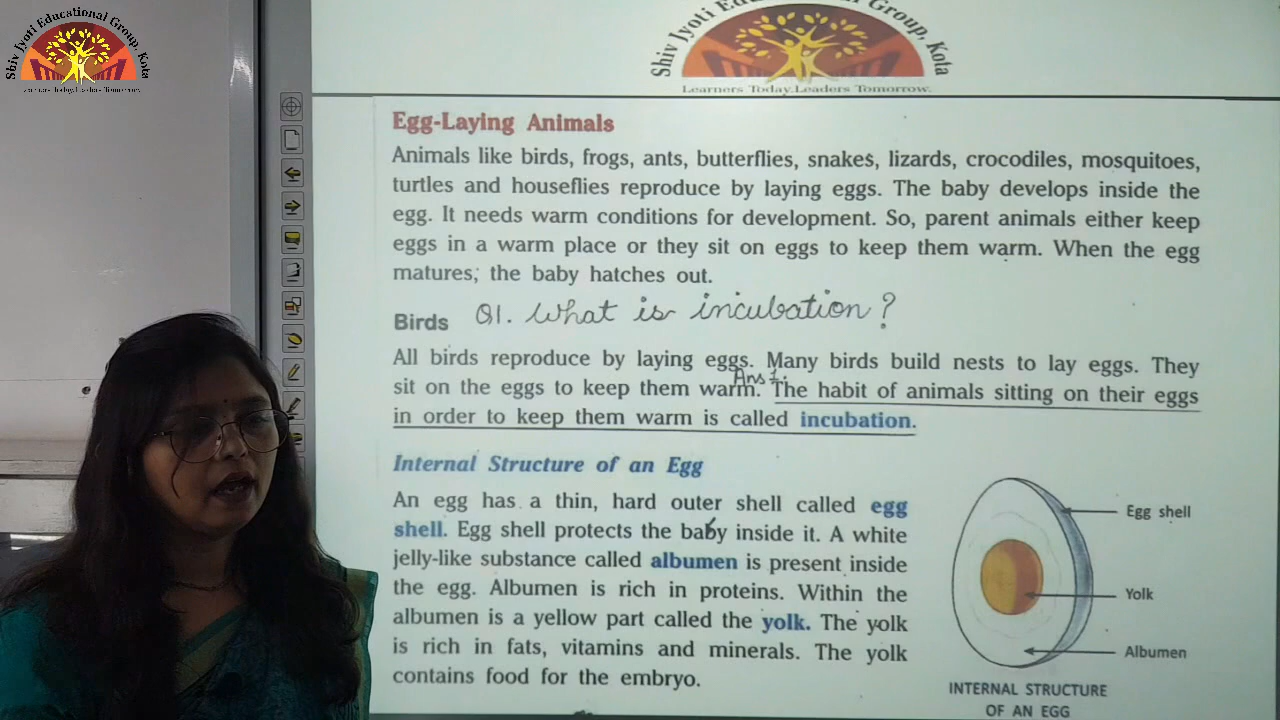 Shiv Jyoti Educational Group, Kota
Learners Today.Leaders Tomorrow.
Shiv Jyoti Educational Group, Kota
Learners Today.Leaders Tomorrow.
Egg-Laying Animals
Animals like birds, frogs, ants, butterflies, snakes, lizards, crocodiles, mosquitoes,
turtles and houseflies reproduce by laying eggs. The baby develops inside the
egg. It needs warm conditions for development. So, parent animals either keep
eggs in a warm place or they sit on eggs to keep them warm. When the egg
matures, the baby hatches out.
Birds Q1. What is incubation?
All birds reproduce by laying eggs. Many birds build nests to lay eggs. They
sit on the eggs to keep them warm. Ans 1. The habit of animals sitting on their eggs
in order to keep them warm is called incubation.
Internal Structure of an Egg
An egg has a thin, hard outer shell called egg
shell. Egg shell protects the baby inside it. A white
jelly-like substance called albumen is present inside
the egg. Albumen is rich in proteins. Within the
albumen is a yellow part called the yolk. The yolk
is rich in fats, vitamins and minerals. The yolk
contains food for the embryo.
Egg shell
Yolk
Albumen
INTERNAL STRUCTURE
OF AN EGG